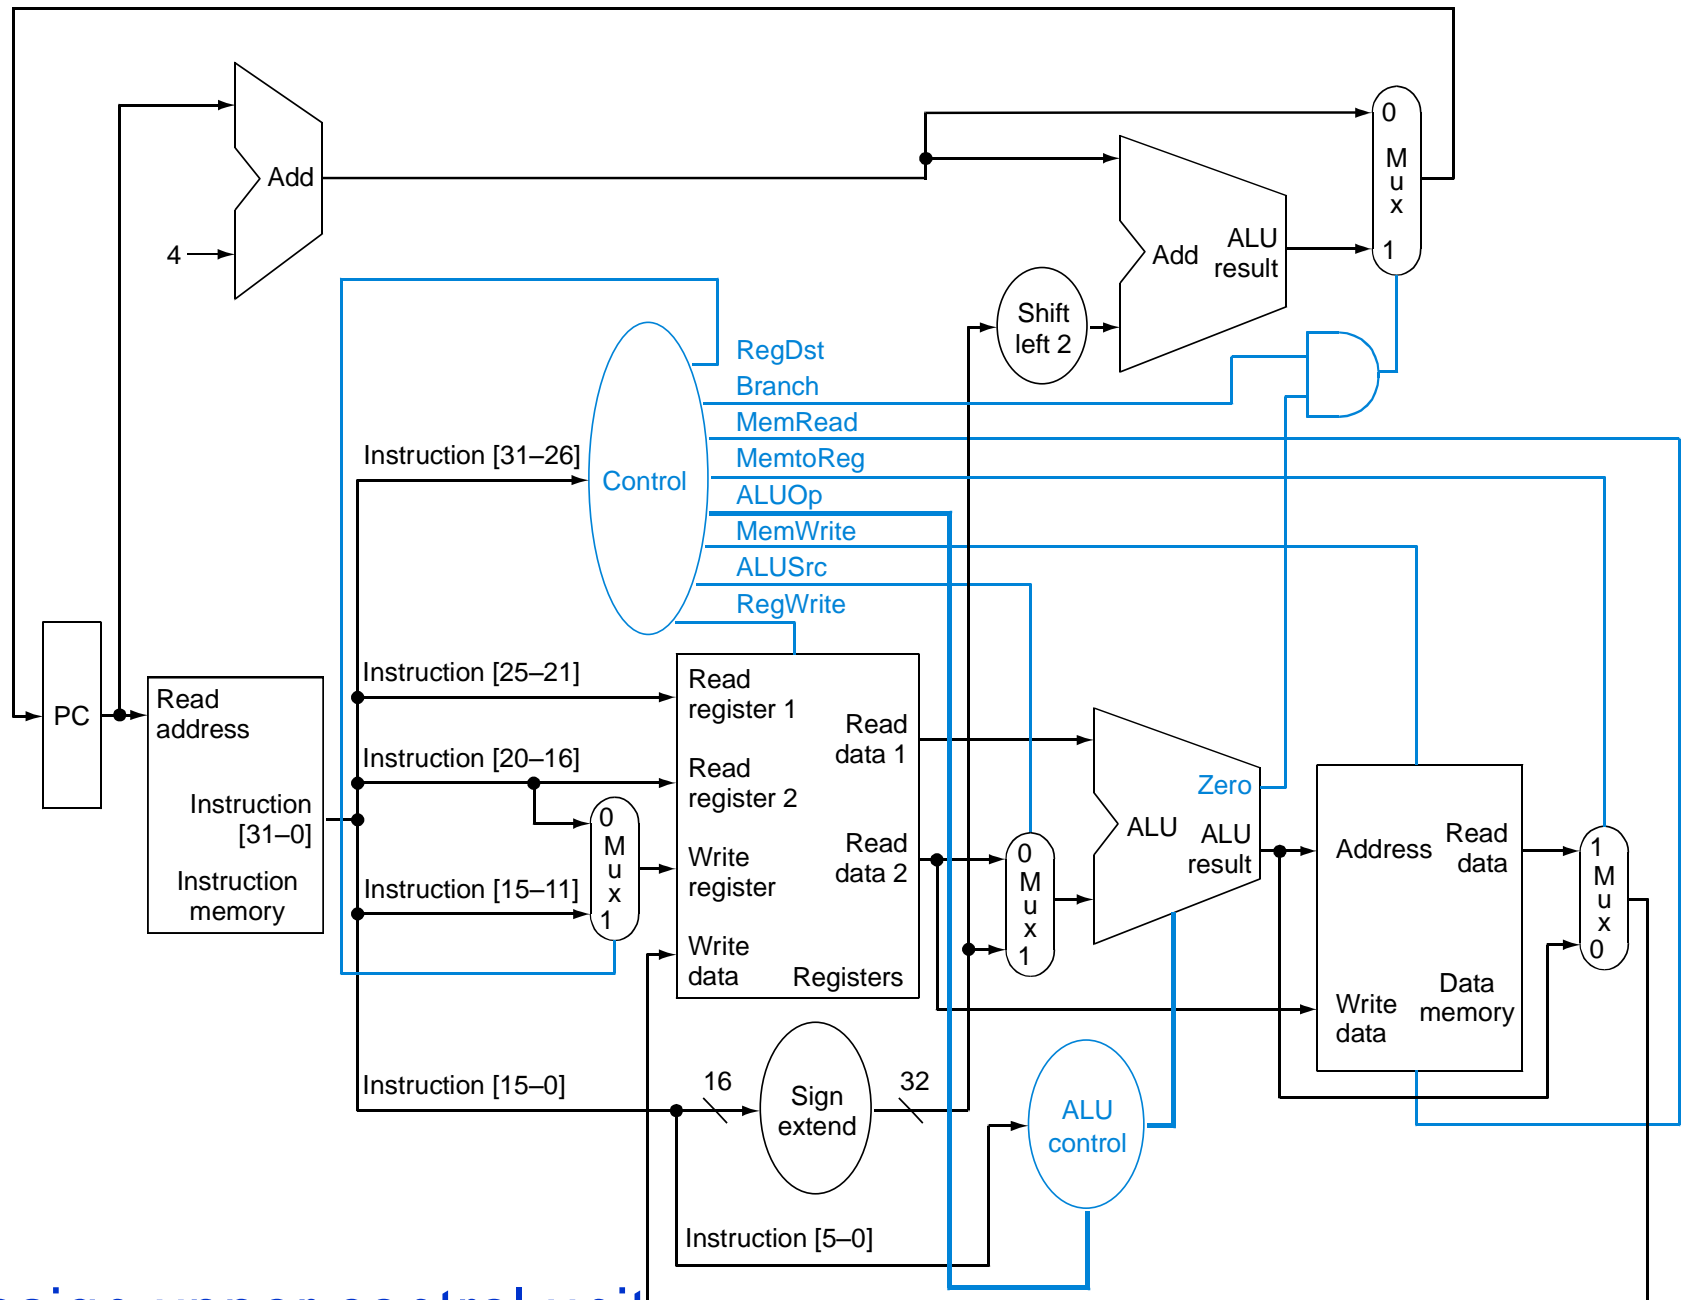 0
M
u
x
1
Add
4
Add
ALU
result
Shift
left 2
RegDst
Branch
MemRead
MemtoReg
ALUOp
MemWrite
ALUSrc
RegWrite
Control
Instruction [31–26]
Instruction [25–21]
Instruction [20–16]
Instruction [15–11]
Instruction [15–0]
Instruction [5–0]
PC
Read
address
Instruction
[31–0]
Instruction
memory
0
M
u
x
1
Read
register 1
Read
register 2
Write
register
Write
data
Read
data 1
Read
data 2
Registers
0
M
u
x
1
Zero
ALU
ALU
result
Address
Read
data
Write
data
Data
memory
1
M
u
x
0
16
Sign
extend
32
ALU
control